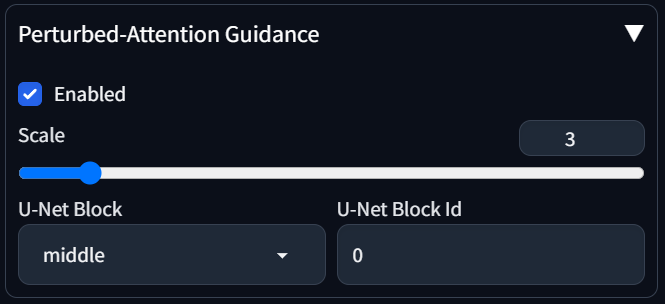 Perturbed-Attention Guidance
Enabled
Scale
3
U-Net Block
U-Net Block Id
middle
0